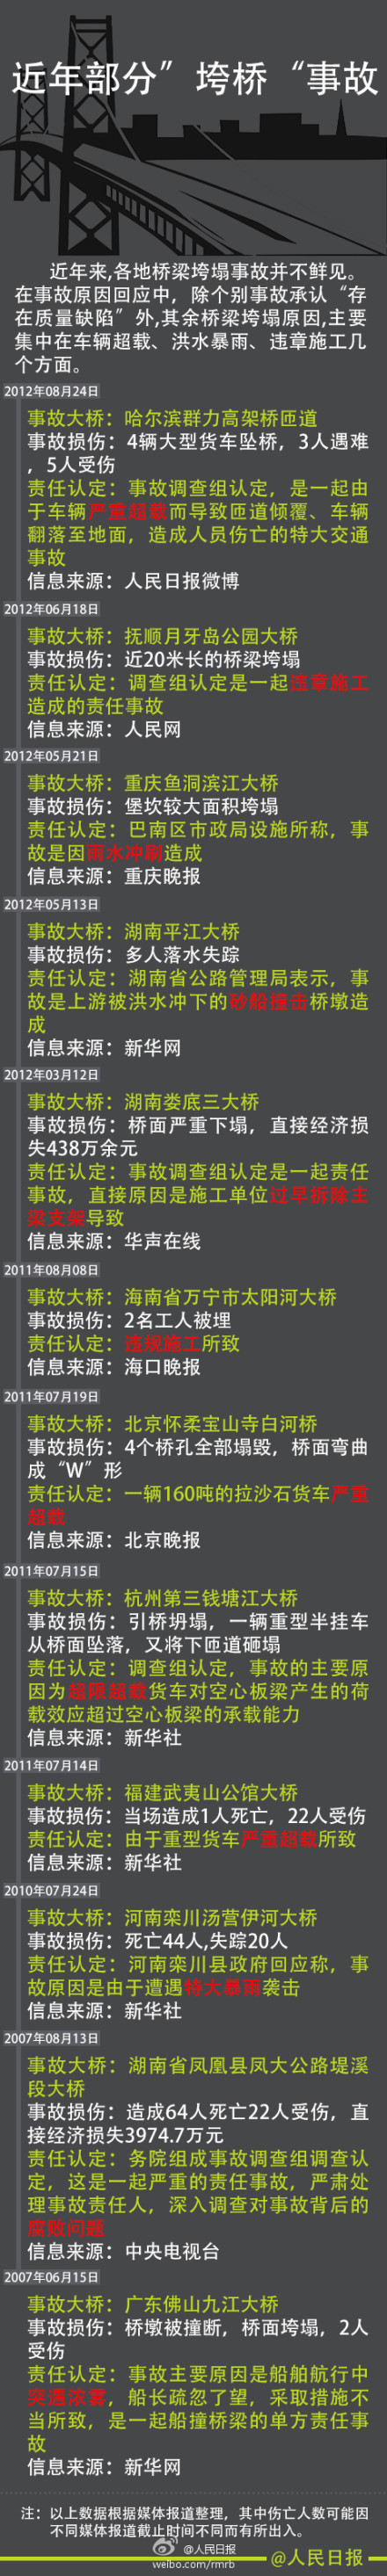 近年部分”垮桥“事故
近年来,各地桥梁垮塌事故并不鲜见。
在事故原因回应中，除个别事故承认“存
在质量缺陷”外,其余桥梁垮塌原因,主要
集中在车辆超载、洪水暴雨、违章施工几
个方面。
2012年08月24日
事故大桥：哈尔滨群力高架桥匝道
事故损伤：4辆大型货车坠桥，3人遇难
，5人受伤
责任认定：事故调查组认定，是一起由
于车辆严重超载而导致匝道倾覆、车辆
翻落至地面，造成人员伤亡的特大交通
事故
信息来源：人民日报微博
2012年06月18日
事故大桥：抚顺月牙岛公园大桥
事故损伤：近20米长的桥梁垮塌
责任认定：调查组认定是一起违章施工
造成的责任事故
信息来源：人民网
2012年05月21日
事故大桥：重庆鱼洞滨江大桥
事故损伤：堡坎较大面积垮塌
责任认定：巴南区市政局设施所称，事
故是因雨水冲刷造成
信息来源：重庆晚报
2012年05月13日
事故大桥：湖南平江大桥
事故损伤：多人落水失踪
责任认定：湖南省公路管理局表示，事
故是上游被洪水冲下的砂船撞击桥墩造
成
信息来源：新华网
2012年03月12日
事故大桥：湖南娄底三大桥
事故损伤：桥面严重下塌，直接经济损
失438万余元
责任认定：事故调查组认定是一起责任
事故，直接原因是施工单位过早拆除主
梁支架导致
信息来源：华声在线
2011年08月08日
事故大桥：海南省万宁市太阳河大桥
事故损伤：2名工人被埋
责任认定：违规施工所致
信息来源：海口晚报
2011年07月19日
事故大桥：北京怀柔宝山寺白河桥
事故损伤：4个桥孔全部塌毁，桥面弯曲
成“W”形
责任认定：一辆160吨的拉沙石货车严重
超载
信息来源：北京晚报
2011年07月15日
事故大桥：杭州第三钱塘江大桥
事故损伤：引桥坍塌，一辆重型半挂车
从桥面坠落，又将下匝道砸塌
责任认定：调查组认定，事故的主要原
因为超限超载货车对空心板梁产生的荷
载效应超过空心板梁的承载能力
信息来源：新华社
2011年07月14日
事故大桥：福建武夷山公馆大桥
事故损伤：当场造成1人死亡，22人受伤
责任认定：由于重型货车严重超载所致
信息来源：新华社
2010年07月24日
事故大桥：河南栾川汤营伊河大桥
事故损伤：死亡44人,失踪20人
责任认定：河南栾川县政府回应称，事
故原因是由于遭遇特大暴雨袭击
信息来源：新华社
2007年08月13日
事故大桥：湖南省凤凰县凤大公路堤溪
段大桥
事故损伤：造成64人死亡22人受伤，直
接经济损失3974.7万元
责任认定：务院组成事故调查组调查认
定，这是一起严重的责任事故，严肃处
理事故责任人，深入调查对事故背后的
腐败问题
信息来源：中央电视台
2007年06月15日
事故大桥：广东佛山九江大桥
事故损伤：桥墩被撞断，桥面垮塌，2人
受伤
责任认定：事故主要原因是船舶航行中
突遇浓雾，船长疏忽了望，采取措施不
当所致，是一起船撞桥梁的单方责任事
故
信息来源：新华网
注：以上数据根据媒体报道整理，其中伤亡人数可能因
不同媒体报道截止时间不同而有所出入。
@人民日报
weibo.com/rmrb
@人民日报